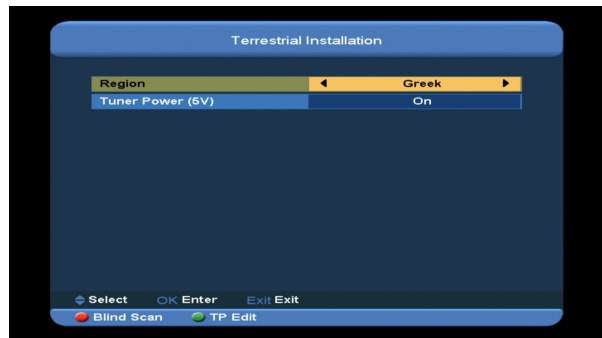 Terrestrial Installation
Region Greek
Tuner Power (5V) On
Select OK Enter Exit Exit
Blind Scan TP Edit